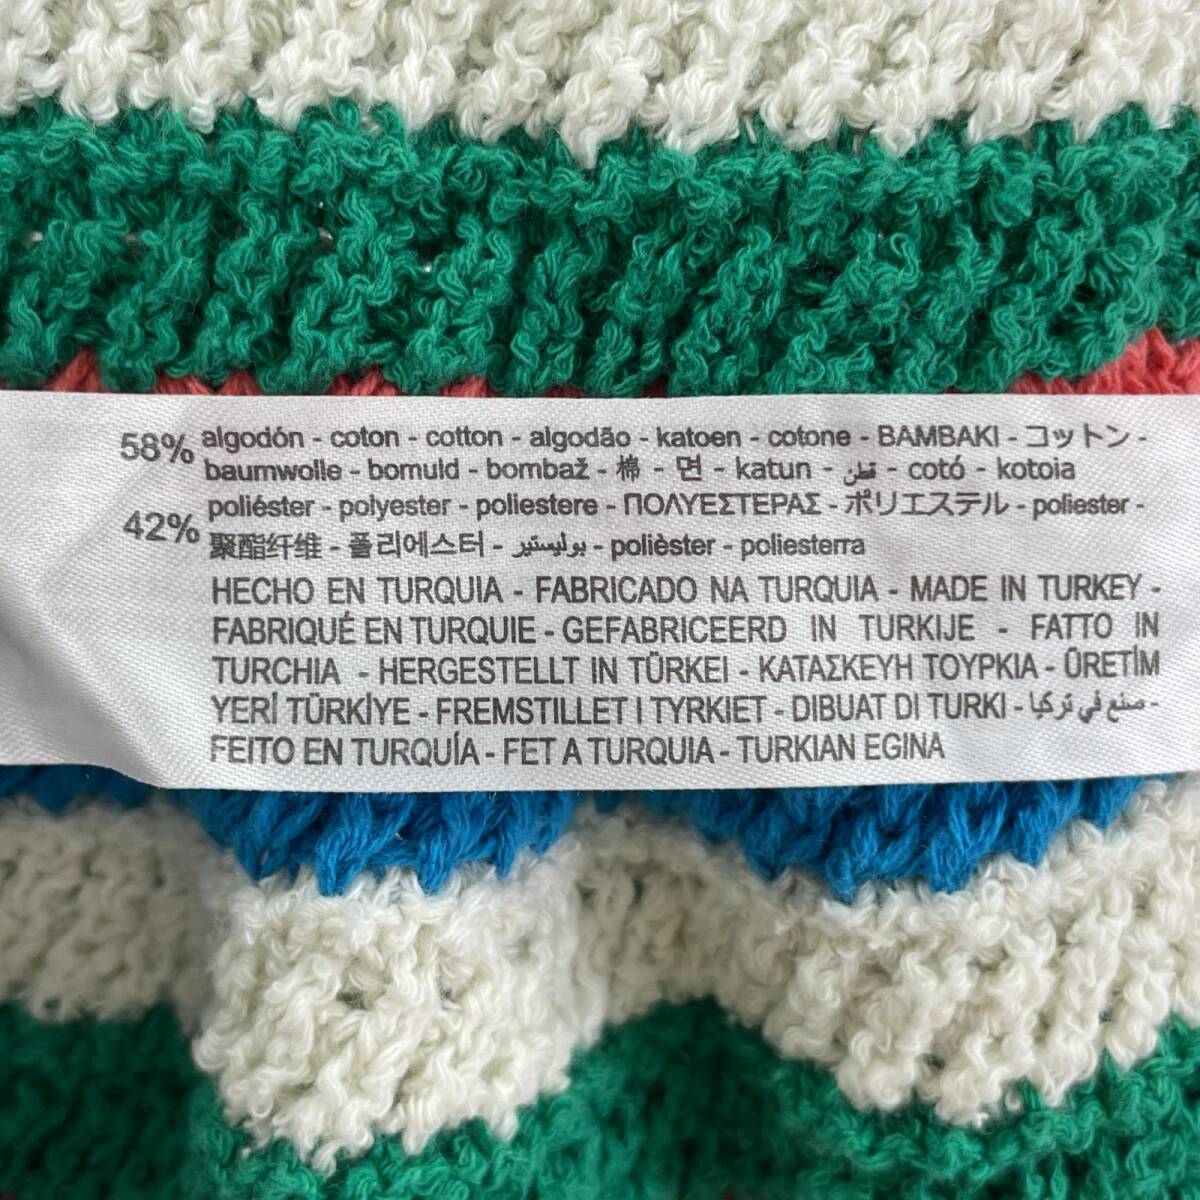 58% algodón - coton - cotton - algodão - katoen - cotone - BAMBAKI - コットン -
baumwolle - bomuld - bombaž - 棉 - 면 - katun - قطن - cotó - kotoia
42% poliéster - polyester - poliestere - ΠΟΛΥΕΣΤΕΡΑΣ - ポリエステル - poliester -
聚酯纤维 - 폴리에스터 - بوليستير - polièster - poliesterra
HECHO EN TURQUIA - FABRICADO NA TURQUIA - MADE IN TURKEY -
FABRIQUÉ EN TURQUIE - GEFABRICEERD IN TURKIJE - FATTO IN
TURCHIA - HERGESTELLT IN TÜRKEI - ΚΑΤΑΣΚΕΥΗ ΤΟΥΡΚΙΑ - ÜRETİM
YERİ TÜRKİYE - FREMSTILLET I TYRKIET - DIBUAT DI TURKI - صنع في تركيا -
FEITO EN TURQUÍA - FET A TURQUIA - TURKIAN EGINA